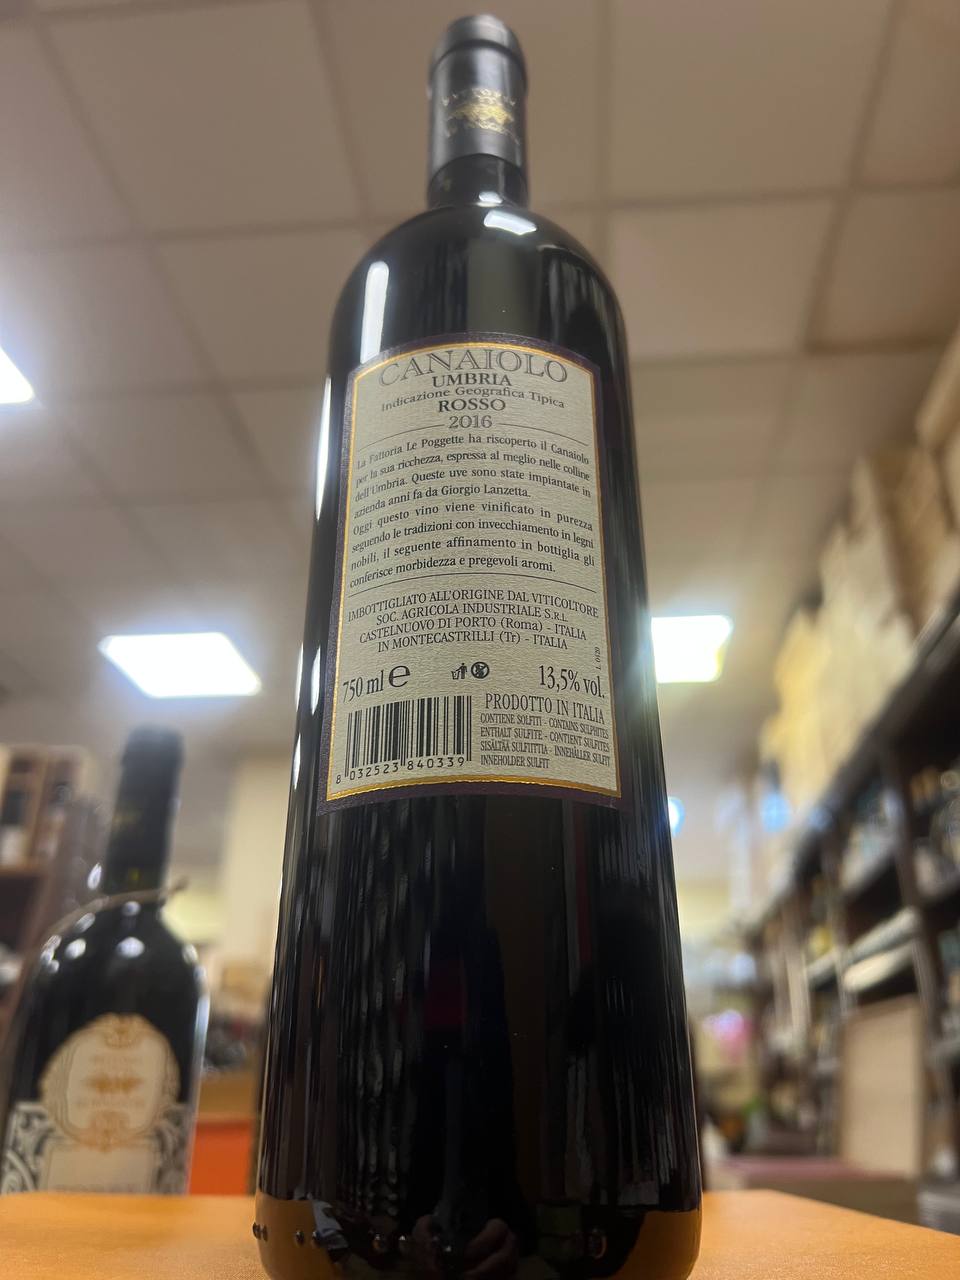 CANAIOLO
UMBRIA
Indicazione Geografica Tipica
ROSSO
2016
La Fattoria Le Poggette ha riscoperto il Canaiolo
per la sua ricchezza, espressa al meglio nelle colline
dell'Umbria. Queste uve sono state impiantate in
azienda anni fa da Giorgio Lanzetta.
Oggi questo vino viene vinificato in purezza
seguendo le tradizioni con invecchiamento in legni
nobili, il seguente affinamento in bottiglia gli
conferisce morbidezza e pregevoli aromi.
IMBOTTIGLIATO ALL'ORIGINE DAL VITICOLTORE
SOC. AGRICOLA INDUSTRIALE S.R.L.
CASTELNUOVO DI PORTO (Roma) - ITALIA
IN MONTECASTRILLI (Tr) - ITALIA
L 0120
750 ml e
13,5% vol.
PRODOTTO IN ITALIA
CONTIENE SOLFITI - CONTAINS SULPHITES
ENTHALT SULFITE - CONTIENT SULFITES
SISÄLTÄÄ SULFIITTIA - INNEHÅLLER SULFIT
INNEHOLDER SULFIT
8 032523 840339